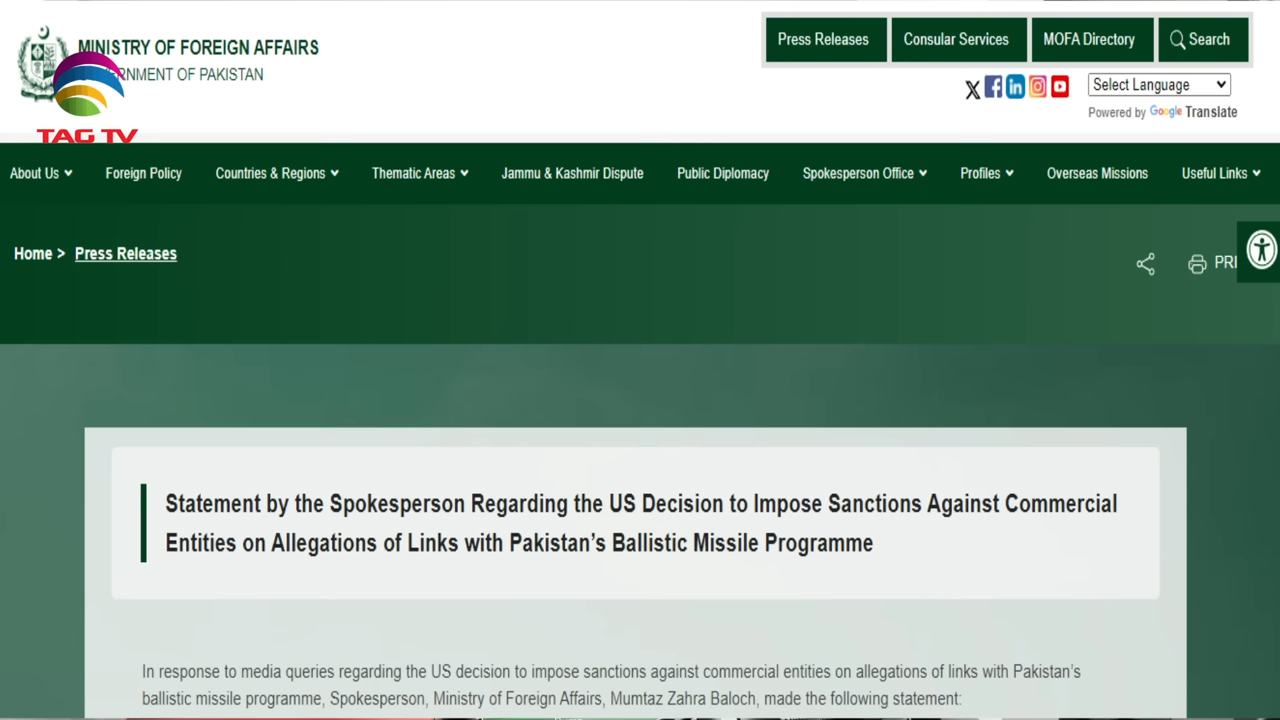 MINISTRY OF FOREIGN AFFAIRS
RNMENT OF PAKISTAN
TAG TV
Press Releases
Consular Services
MOFA Directory
Search
Select Language
Powered by Google Translate
About Us
Foreign Policy
Countries & Regions
Thematic Areas
Jammu & Kashmir Dispute
Public Diplomacy
Spokesperson Office
Profiles
Overseas Missions
Useful Links
Home > Press Releases
PRI
Statement by the Spokesperson Regarding the US Decision to Impose Sanctions Against Commercial
Entities on Allegations of Links with Pakistan’s Ballistic Missile Programme
In response to media queries regarding the US decision to impose sanctions against commercial entities on allegations of links with Pakistan’s
ballistic missile programme, Spokesperson, Ministry of Foreign Affairs, Mumtaz Zahra Baloch, made the following statement: